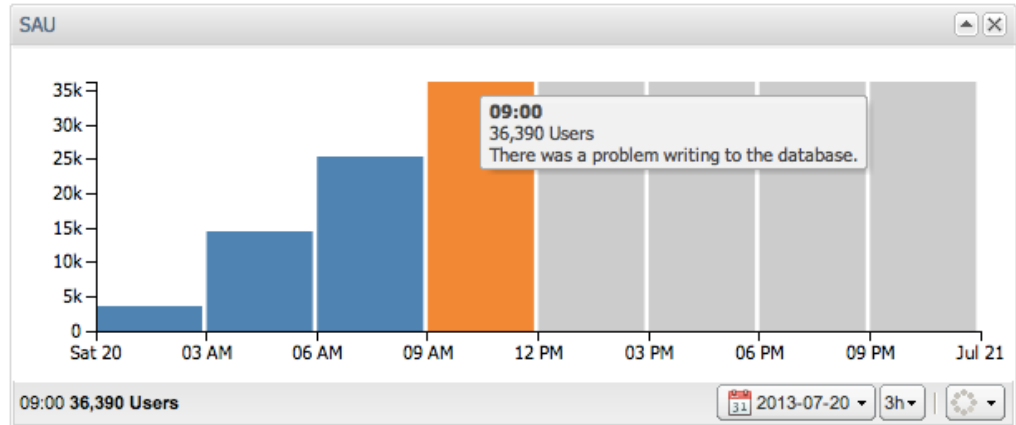 SAU
35k
30k
25k
20k
15k
10k
5k
0
09:00
36,390 Users
There was a problem writing to the database.
Sat 20 03 AM 06 AM 09 AM 12 PM 03 PM 06 PM 09 PM Jul 21
09:00 36,390 Users 31 2013-07-20 3h